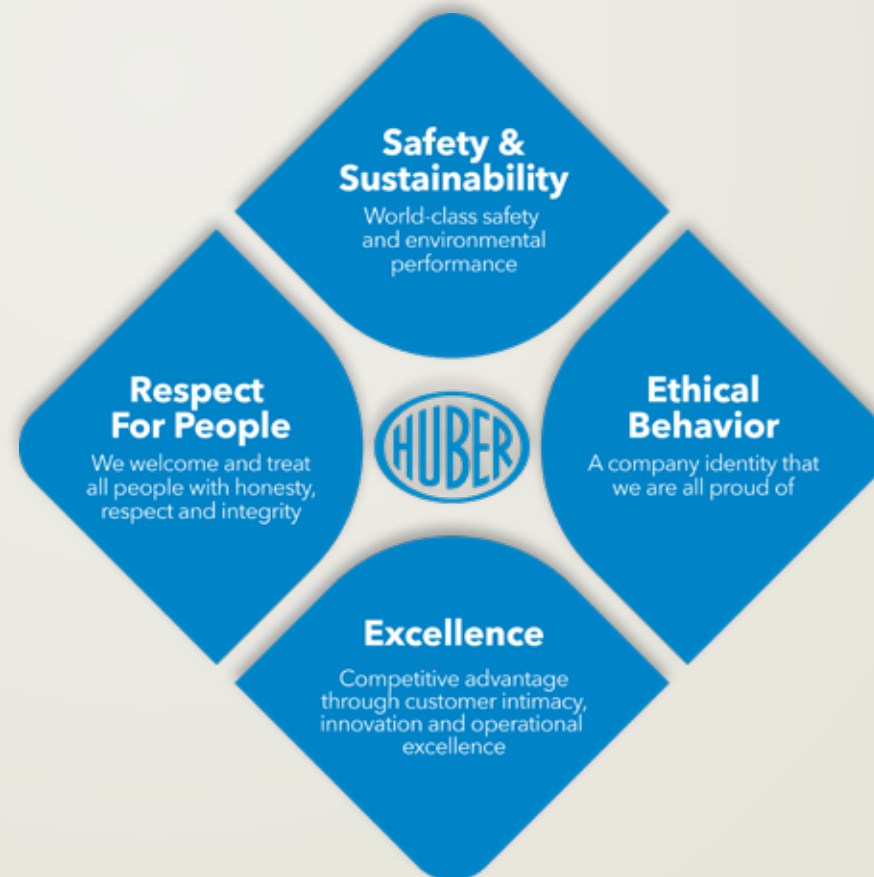 Safety &
Sustainability
World-class safety
and environmental
performance
Respect
For People
We welcome and treat
all people with honesty,
respect and integrity
HUBER
Ethical
Behavior
A company identity that
we are all proud of
Excellence
Competitive advantage
through customer intimacy,
innovation and operational
excellence